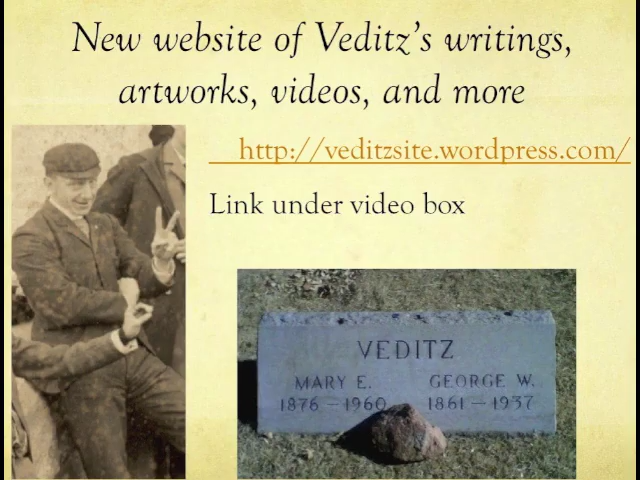 New website of Veditz's writings,
artworks, videos, and more
http://veditzsite.wordpress.com/
Link under video box
VEDITZ
MARY E. GEORGE W.
1876 – 1960 1861 – 1937